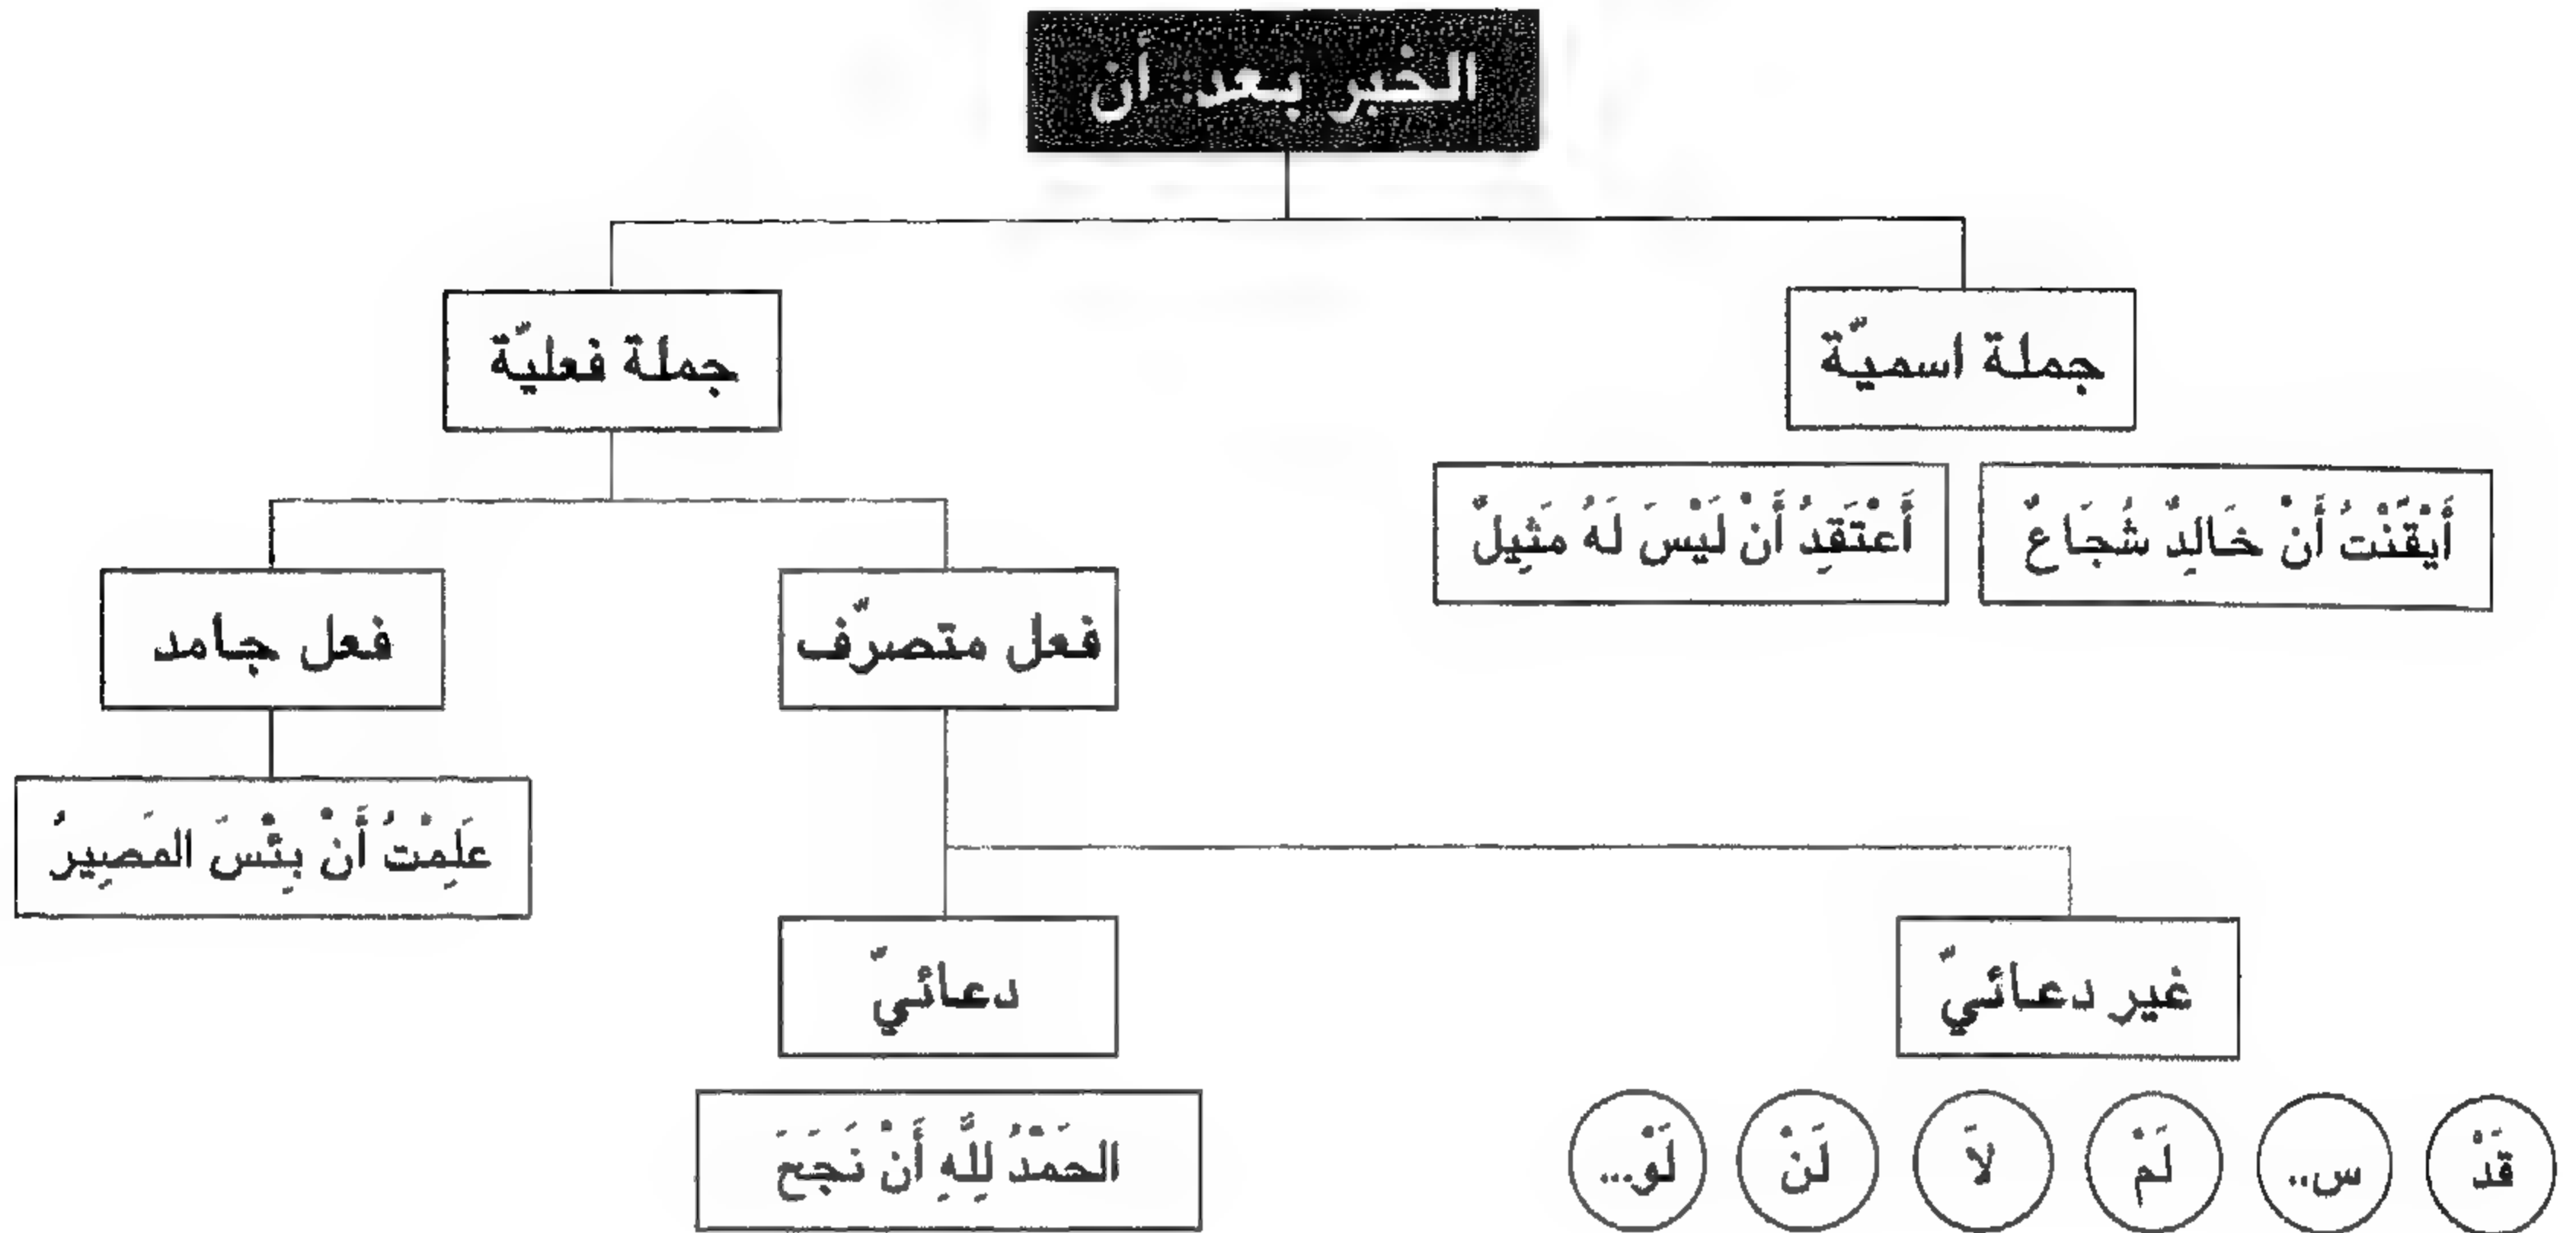 الخبر بعد: أن
جملة اسميّة
جملة فعليّة
أَيْقَنْتُ أَنْ خَالِدٌ شُجَاعٌ
أَعْتَقِدُ أَنْ لَيْسَ لَهُ مَثِيلٌ
فعل متصرّف
فعل جامد
عَلِمْتُ أَنْ بِئْسَ المَصِيرُ
غير دعائيّ
دعائيّ
قَدْ
س..
لَمْ
لاَ
لَنْ
لَوْ...
الحَمْدُ لِلَّهِ أَنْ نَجَحَ